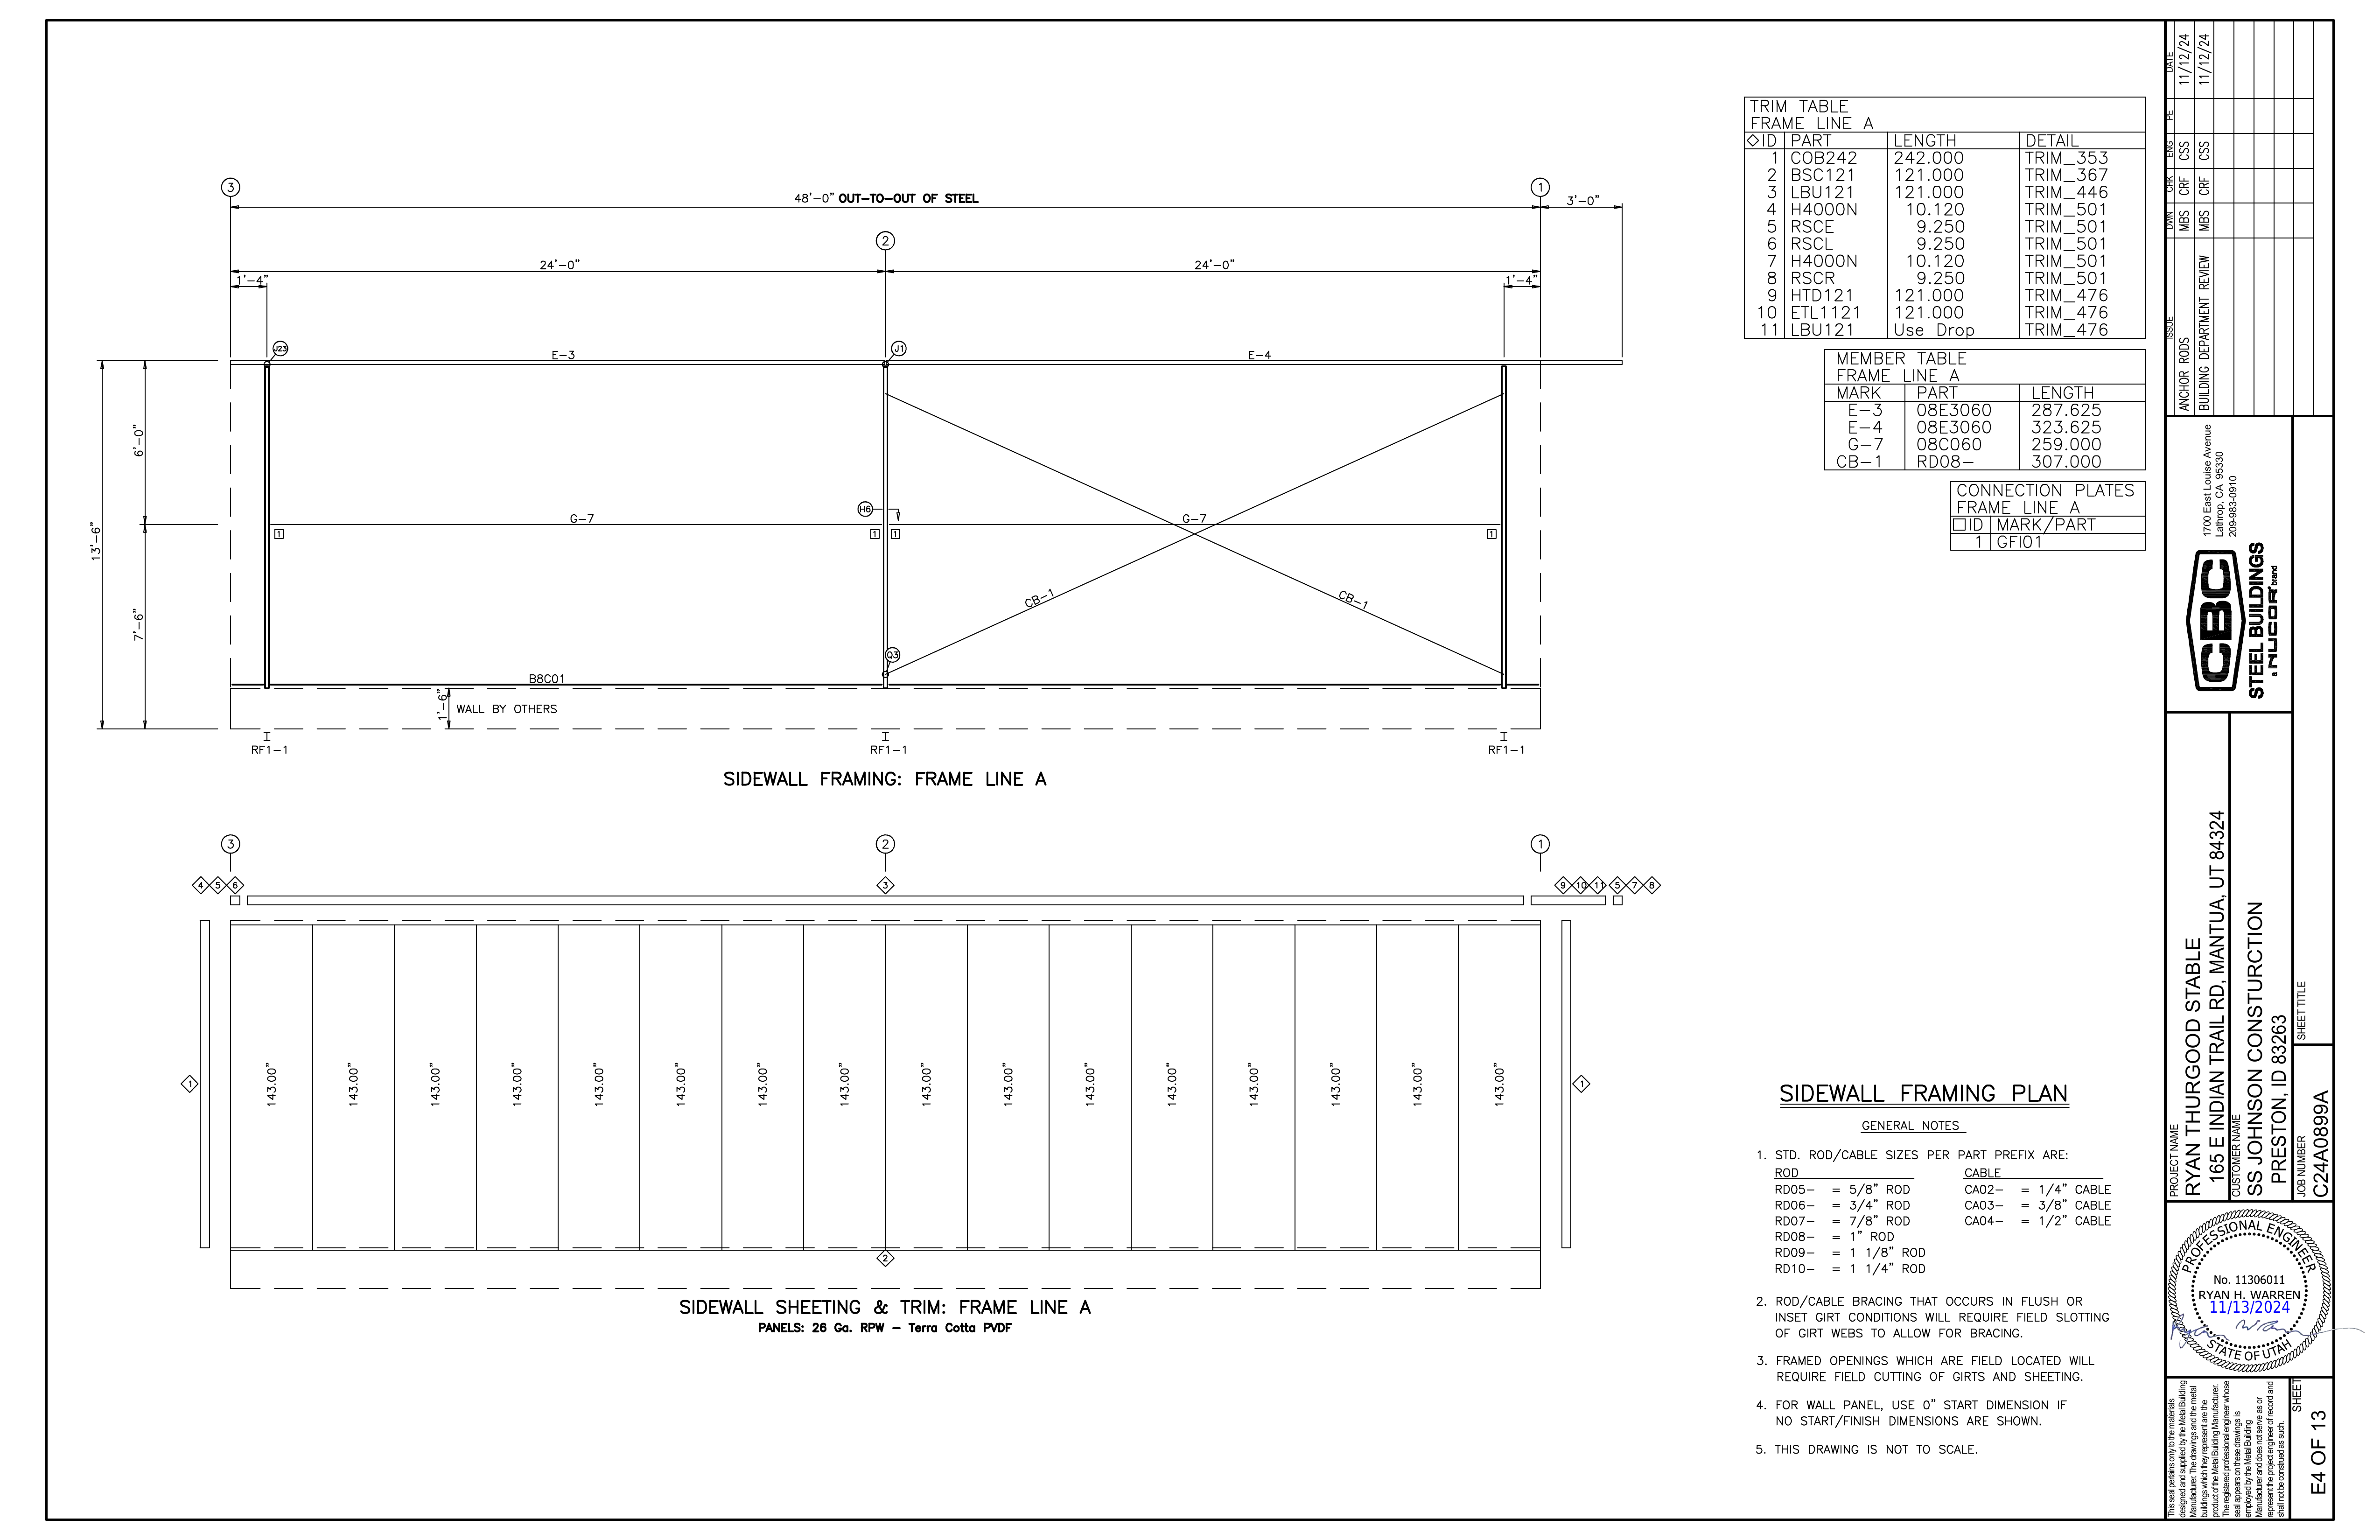 3
1
48'-0" OUT-TO-OUT OF STEEL
3'-0"
2
24'-0"
24'-0"
1'-4"
1'-4"
J23
J1
E-3
E-4
6'-0"
13'-6"
7'-6"
H6
G-7
G-7
1
1
1
1
CB-1
CB-1
Q3
B8C01
1'-6"
WALL BY OTHERS
RF1-1
RF1-1
RF1-1
SIDEWALL FRAMING: FRAME LINE A
3
2
1
4 5 6
3
9 10 11 5 7 8
1
143.00" 143.00" 143.00" 143.00" 143.00" 143.00" 143.00" 143.00" 143.00" 143.00" 143.00" 143.00" 143.00" 143.00" 143.00" 143.00"
1
2
SIDEWALL SHEETING & TRIM: FRAME LINE A
PANELS: 26 Ga. RPW - Terra Cotta PVDF
TRIM TABLE
FRAME LINE A
◇ID PART LENGTH DETAIL
1 COB242 242.000 TRIM_353
2 BSC121 121.000 TRIM_367
3 LBU121 121.000 TRIM_446
4 H4000N 10.120 TRIM_501
5 RSCE 9.250 TRIM_501
6 RSCL 9.250 TRIM_501
7 H4000N 10.120 TRIM_501
8 RSCR 9.250 TRIM_501
9 HTD121 121.000 TRIM_476
10 ETL1121 121.000 TRIM_476
11 LBU121 Use Drop TRIM_476
MEMBER TABLE
FRAME LINE A
MARK PART LENGTH
E-3 08E3060 287.625
E-4 08E3060 323.625
G-7 08C060 259.000
CB-1 RD08- 307.000
CONNECTION PLATES
FRAME LINE A
□ID MARK/PART
1 GFI01
SIDEWALL FRAMING PLAN
GENERAL NOTES
1. STD. ROD/CABLE SIZES PER PART PREFIX ARE:
ROD CABLE
RD05- = 5/8" ROD CA02- = 1/4" CABLE
RD06- = 3/4" ROD CA03- = 3/8" CABLE
RD07- = 7/8" ROD CA04- = 1/2" CABLE
RD08- = 1" ROD
RD09- = 1 1/8" ROD
RD10- = 1 1/4" ROD
2. ROD/CABLE BRACING THAT OCCURS IN FLUSH OR
INSET GIRT CONDITIONS WILL REQUIRE FIELD SLOTTING
OF GIRT WEBS TO ALLOW FOR BRACING.
3. FRAMED OPENINGS WHICH ARE FIELD LOCATED WILL
REQUIRE FIELD CUTTING OF GIRTS AND SHEETING.
4. FOR WALL PANEL, USE 0" START DIMENSION IF
NO START/FINISH DIMENSIONS ARE SHOWN.
5. THIS DRAWING IS NOT TO SCALE.
ISSUE DWN CHK ENG PE DATE
ANCHOR RODS MBS CRF CSS 11/12/24
BUILDING DEPARTMENT REVIEW MBS CRF CSS 11/12/24
1700 East Louise Avenue
Lathrop, CA 95330
209-983-0910
CBC
STEEL BUILDINGS
a NUCOR® brand
PROJECT NAME
RYAN THURGOOD STABLE
165 E INDIAN TRAIL RD, MANTUA, UT 84324
CUSTOMER NAME
SS JOHNSON CONSTURCTION
PRESTON, ID 83263
SHEET TITLE
JOB NUMBER
C24A0899A
PROFESSIONAL ENGINEER
No. 11306011
RYAN H. WARREN
11/13/2024
STATE OF UTAH
This seal pertains only to the materials
designed and supplied by the Metal Building
Manufacturer. The drawings and the metal
buildings which they represent are the
product of the Metal Building Manufacturer.
The registered professional engineer whose
seal appears on these drawings is
employed by the Metal Building
Manufacturer and does not serve as or
represent the project engineer of record and
shall not be construed as such.
SHEET
E4 OF 13